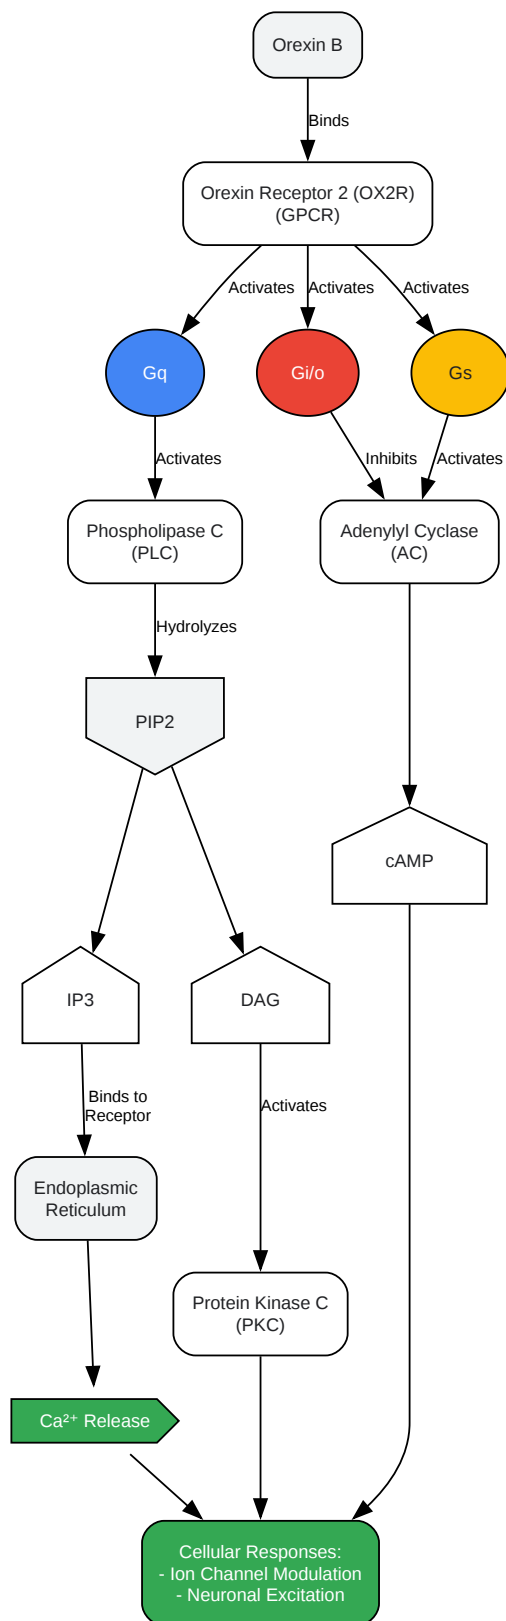 Orexin B
Binds
Orexin Receptor 2 (OX2R)
(GPCR)
Activates
Activates
Activates
Gq
Gi/o
Gs
Activates
Inhibits
Activates
Phospholipase C
(PLC)
Adenylyl Cyclase
(AC)
Hydrolyzes
PIP2
cAMP
IP3
DAG
Binds to
Receptor
Activates
Endoplasmic
Reticulum
Protein Kinase C
(PKC)
Ca²⁺ Release
Cellular Responses:
- Ion Channel Modulation
- Neuronal Excitation